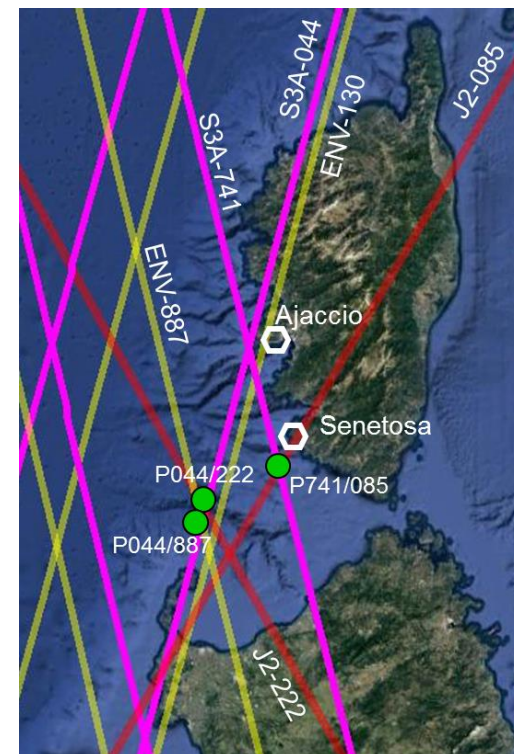 S3A-044
ENV-130
J2-085
S3A-741
ENV-887
Ajaccio
Senetosa
P044/222
P741/085
P044/887
J2-222